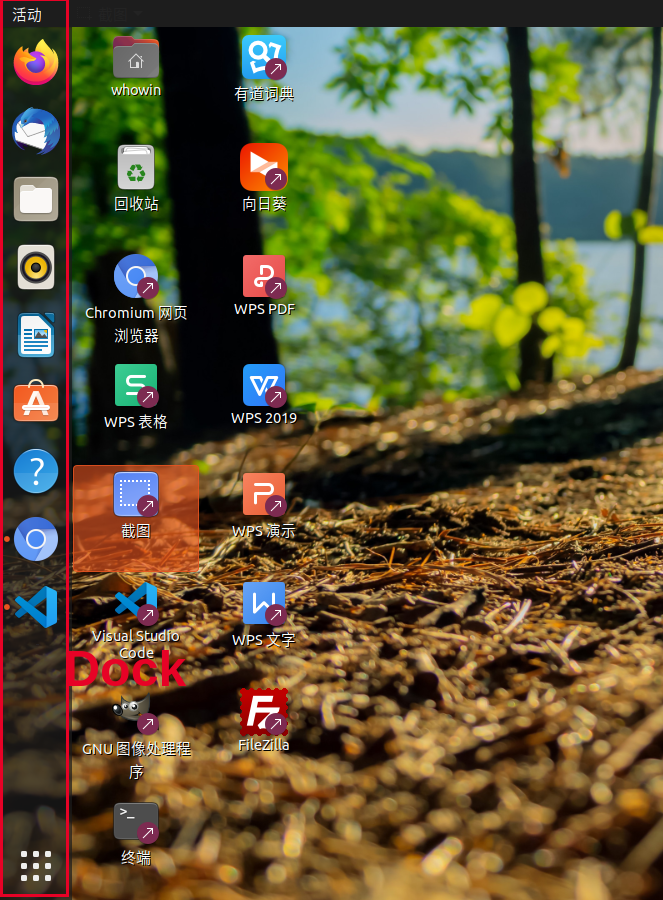 活动
whowin
有道词典
回收站
向日葵
Chromium 网页
浏览器
WPS PDF
WPS 表格
WPS 2019
截图
WPS 演示
Visual Studio
Code
WPS 文字
Dock
GNU 图像处理程
序
FileZilla
>_
终端